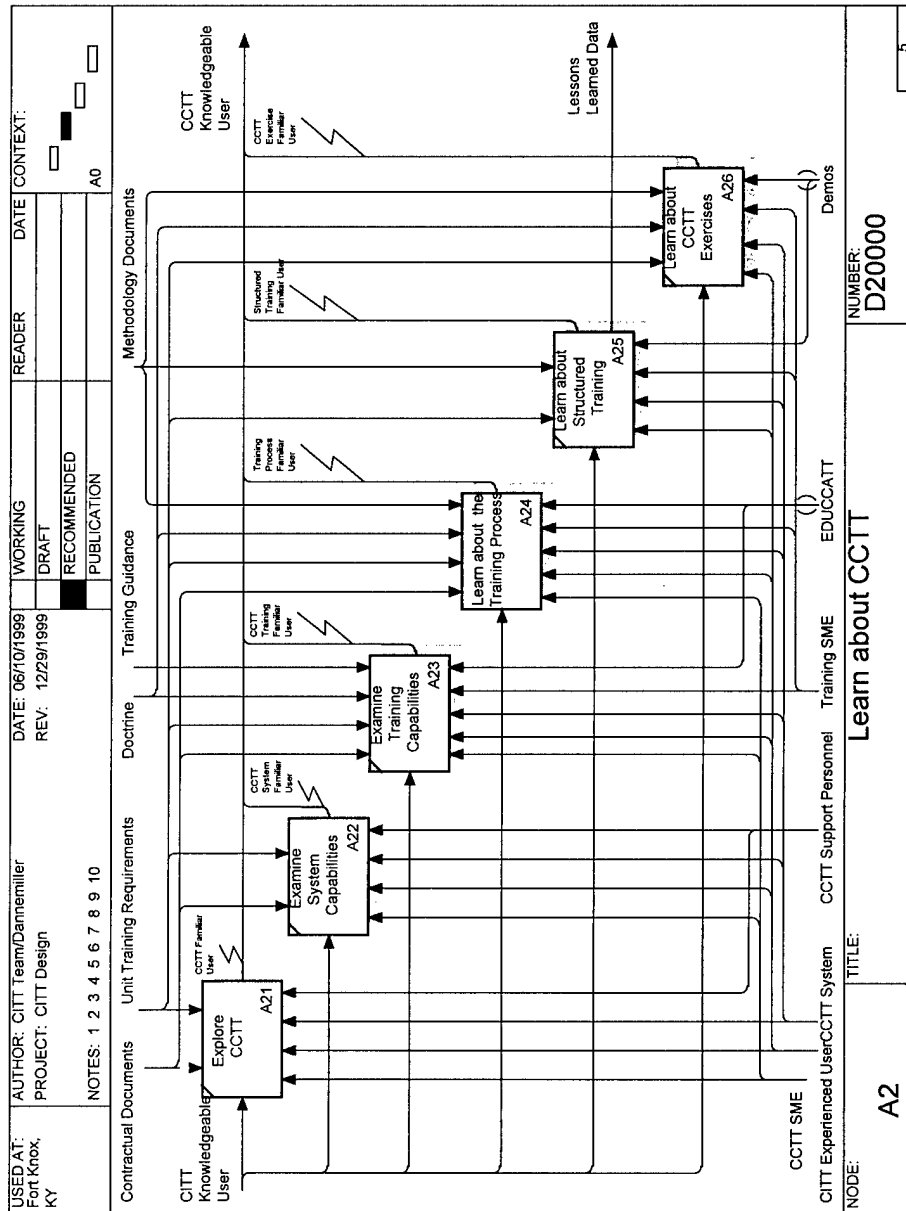 USED AT:
Fort Knox,
KY
AUTHOR: CITT Team/Dannemiller
PROJECT: CITT Design
NOTES: 1 2 3 4 5 6 7 8 9 10
DATE: 06/10/1999
REV: 12/29/1999
WORKING
DRAFT
RECOMMENDED
PUBLICATION
READER
DATE
CONTEXT:
A0
Contractual Documents
Unit Training Requirements
Doctrine
Training Guidance
Methodology Documents
CITT
Knowledgeable
User
Explore
CCTT
A21
CCTT Familiar
User
Examine
System
Capabilities
A22
CCTT
System
Familiar
User
Examine
Training
Capabilities
A23
CCTT
Training
Familiar
User
Learn about the
Training Process
A24
Training
Process
Familiar
User
Learn about
Structured
Training
A25
Structured
Training
Familiar User
Learn about
CCTT
Exercises
A26
CCTT
Exercise
Familiar
User
CCTT
Knowledgeable
User
Lessons
Learned Data
CCTT SME
CITT Experienced User
CCTT System
CCTT Support Personnel
Training SME
EDUCCATT
Demos
NODE:
A2
TITLE:
Learn about CCTT
NUMBER:
D20000